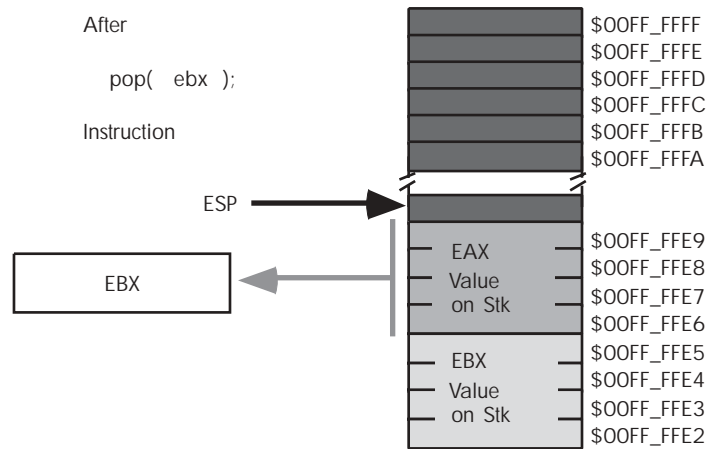 After
pop( ebx );
Instruction
ESP
EBX
$00FF_FFFF
$00FF_FFFE
$00FF_FFFD
$00FF_FFFC
$00FF_FFFB
$00FF_FFFA
EAX
Value
on Stk
$00FF_FFE9
$00FF_FFE8
$00FF_FFE7
$00FF_FFE6
EBX
Value
on Stk
$00FF_FFE5
$00FF_FFE4
$00FF_FFE3
$00FF_FFE2